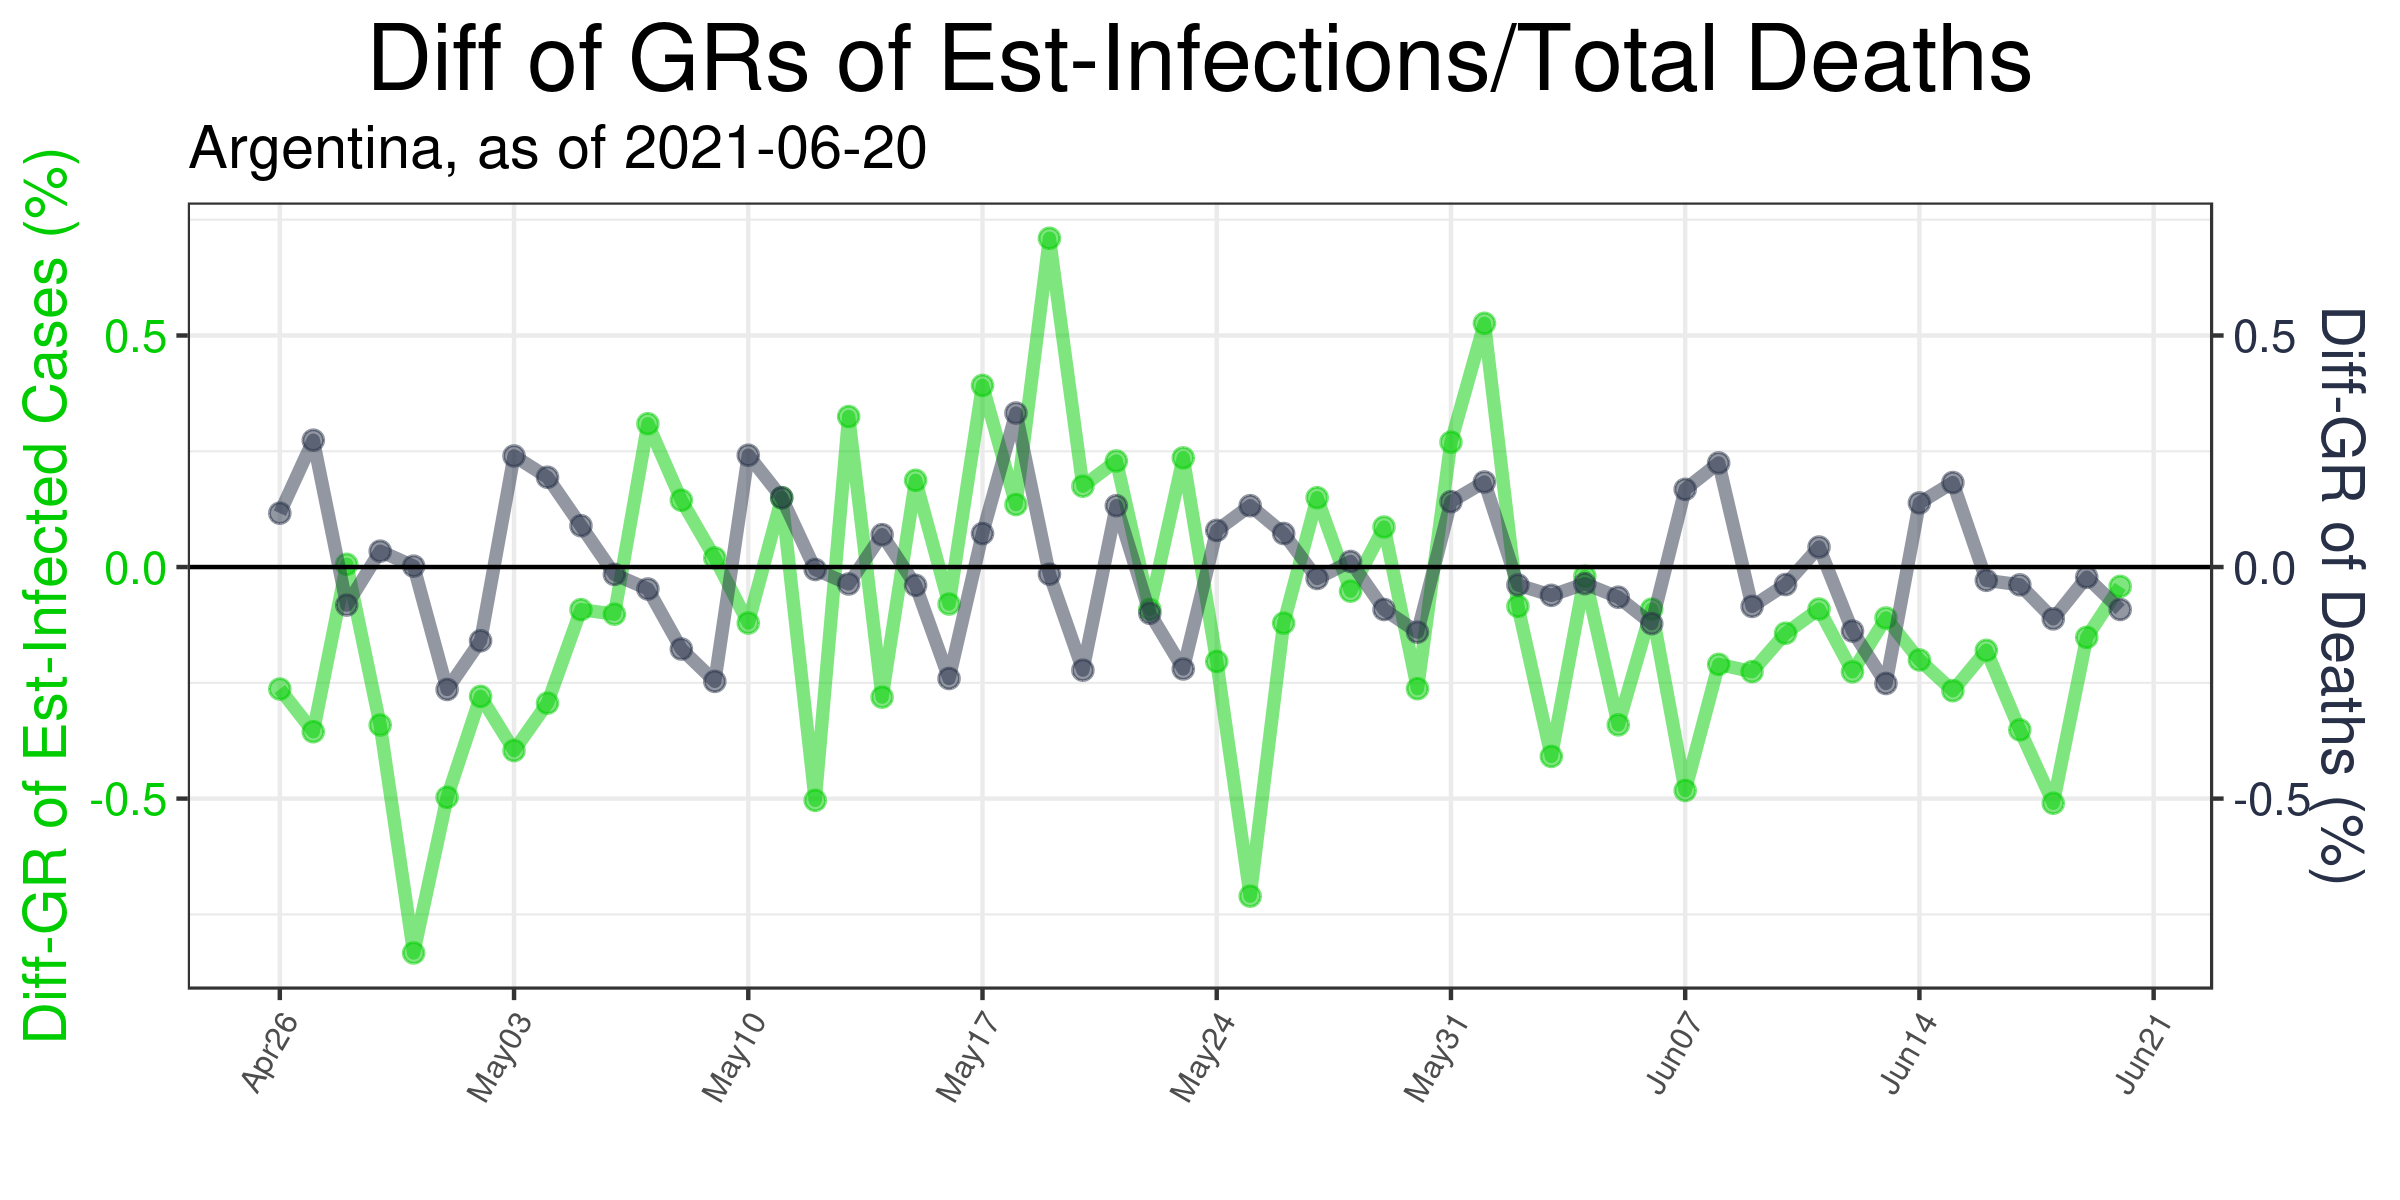 Diff of GRs of Est-Infections/Total Deaths
Argentina, as of 2021-06-20
Diff-GR of Est-Infected Cases (%)
0.5
0.0
-0.5
0.5
0.0
-0.5
Diff-GR of Deaths (%)
Apr26
May03
May10
May17
May24
May31
Jun07
Jun14
Jun21